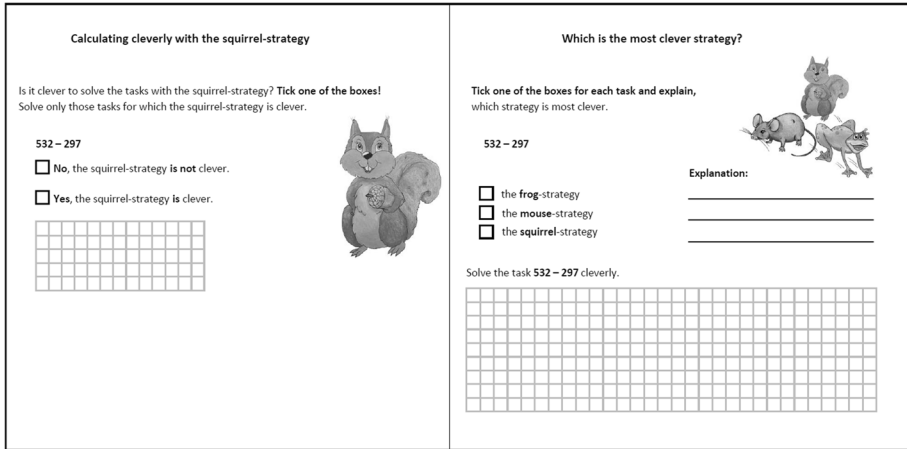 Calculating cleverly with the squirrel-strategy
Is it clever to solve the tasks with the squirrel-strategy? Tick one of the boxes!
Solve only those tasks for which the squirrel-strategy is clever.
532 – 297
No, the squirrel-strategy is not clever.
Yes, the squirrel-strategy is clever.
Which is the most clever strategy?
Tick one of the boxes for each task and explain,
which strategy is most clever.
532 – 297
Explanation:
the frog-strategy
the mouse-strategy
the squirrel-strategy
Solve the task 532 – 297 cleverly.